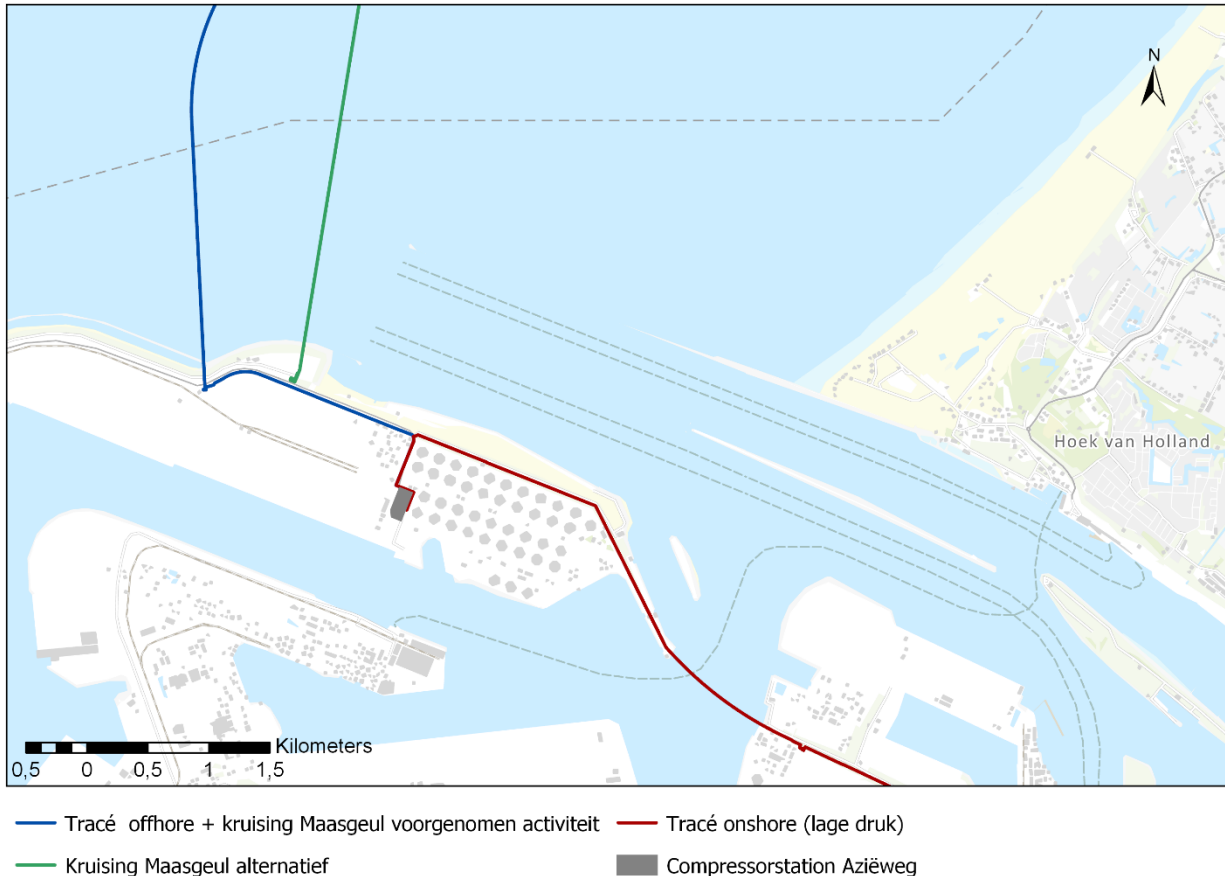 N
Hoek van Holland
Kilometers
0,5 0 0,5 1 1,5
Tracé offhore + kruising Maasgeul voorgenomen activiteit
Tracé onshore (lage druk)
Kruising Maasgeul alternatief
Compressorstation Aziëweg